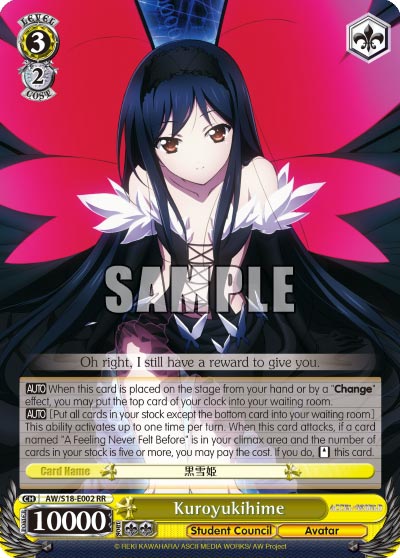 LEVEL
3
2
COST
SAMPLE
Oh right, I still have a reward to give you.
AUTO When this card is placed on the stage from your hand or by a "Change"
effect, you may put the top card of your clock into your waiting room.
AUTO [Put all cards in your stock except the bottom card into your waiting room]
This ability activates up to one time per turn. When this card attacks, if a card
named "A Feeling Never Felt Before" is in your climax area and the number of
cards in your stock is five or more, you may pay the cost. If you do, this card.
Card Name
黒雪姫
CH AW/S18-E002 RR
Kuroyukihime
ACCEL WORLD
POWER
10000
SOUL
Student Council
Avatar
© REKI KAWAHARA/ ASCII MEDIA WORKS/ AW Project